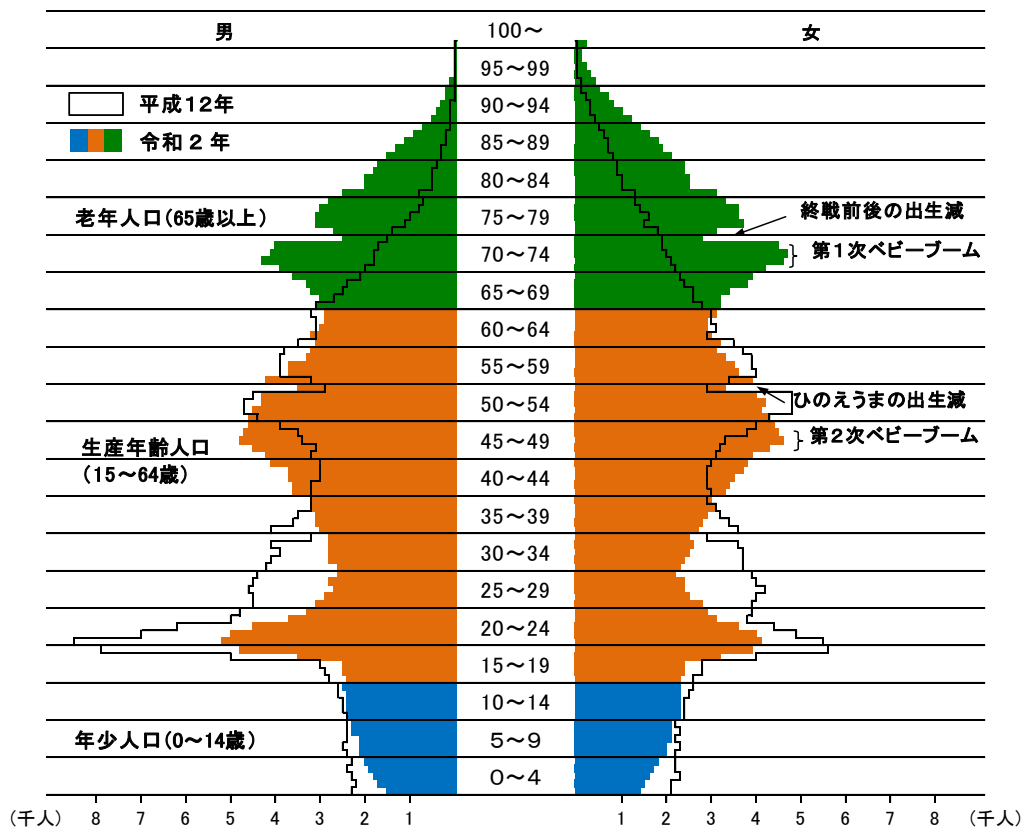 男 100～ 女
95～99
平成12年 90～94
令和２年 85～89
80～84
老年人口(65歳以上) 75～79 終戦前後の出生減
70～74 第１次ベビーブーム
65～69
60～64
55～59
50～54 ひのえうまの出生減
生産年齢人口 45～49 第２次ベビーブーム
(15～64歳) 40～44
35～39
30～34
25～29
20～24
15～19
10～14
年少人口(0～14歳) 5～9
0～4
(千人) 8 7 6 5 4 3 2 1 1 2 3 4 5 6 7 8 (千人)